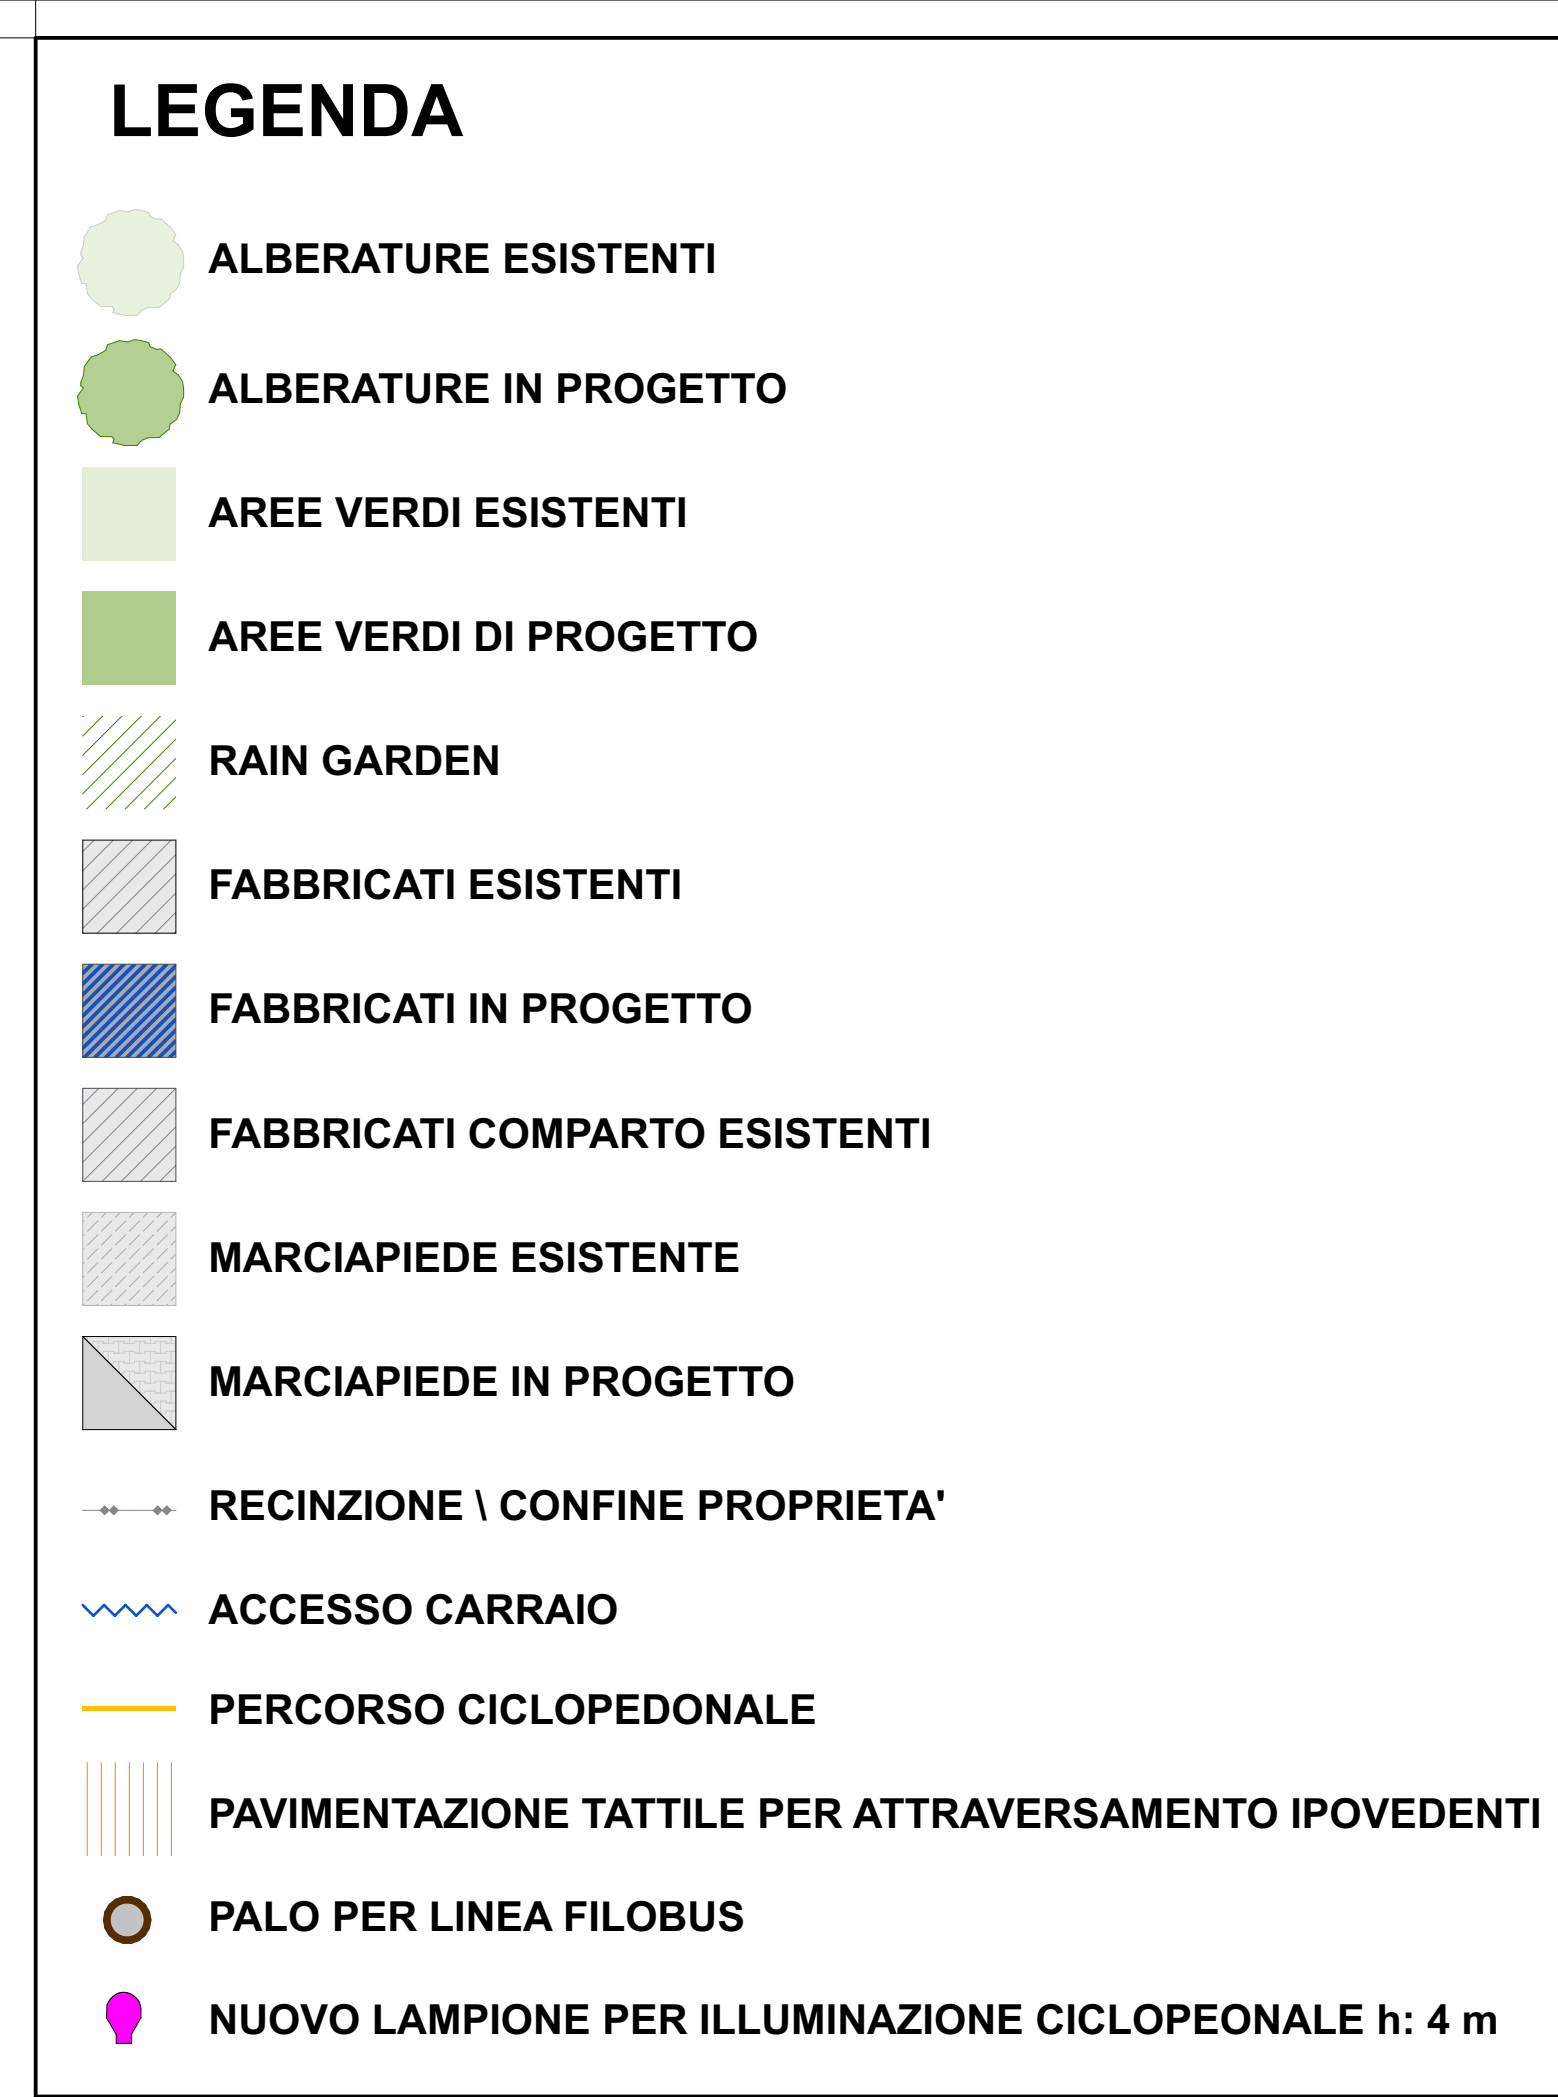 LEGENDA
ALBERATURE ESISTENTI
ALBERATURE IN PROGETTO
AREE VERDI ESISTENTI
AREE VERDI DI PROGETTO
RAIN GARDEN
FABBRICATI ESISTENTI
FABBRICATI IN PROGETTO
FABBRICATI COMPARTO ESISTENTI
MARCIAPIEDE ESISTENTE
MARCIAPIEDE IN PROGETTO
RECINZIONE \ CONFINE PROPRIETA'
ACCESSO CARRAIO
PERCORSO CICLOPEDONALE
PAVIMENTAZIONE TATTILE PER ATTRAVERSAMENTO IPOVEDENTI
PALO PER LINEA FILOBUS
NUOVO LAMPIONE PER ILLUMINAZIONE CICLOPEONALE h: 4 m